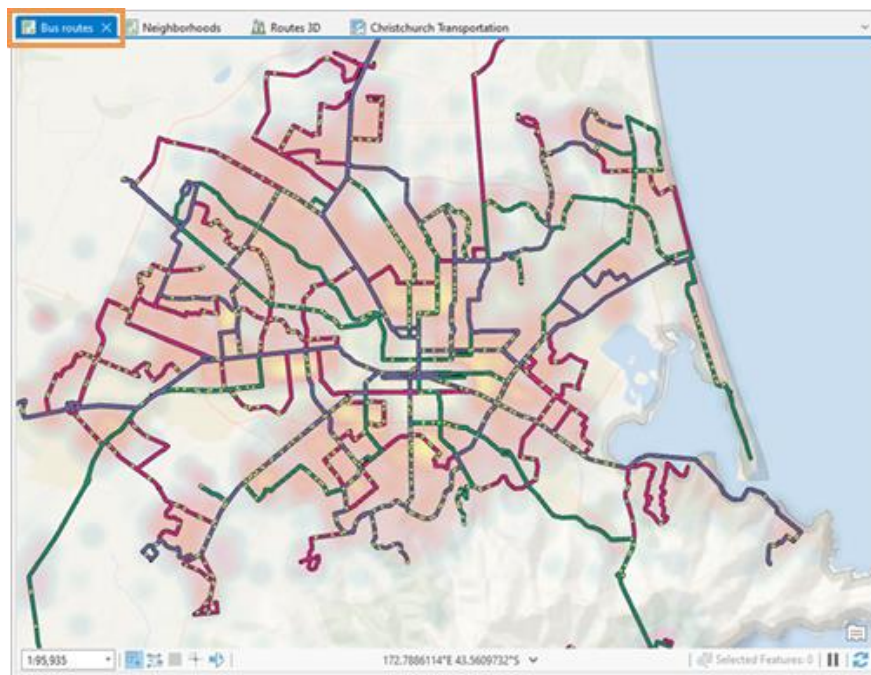 Bus routes
Neighborhoods
Routes 3D
Christchurch Transportation
1:95,935
172.7886114°E 43.5609732°S
Selected Features: 0